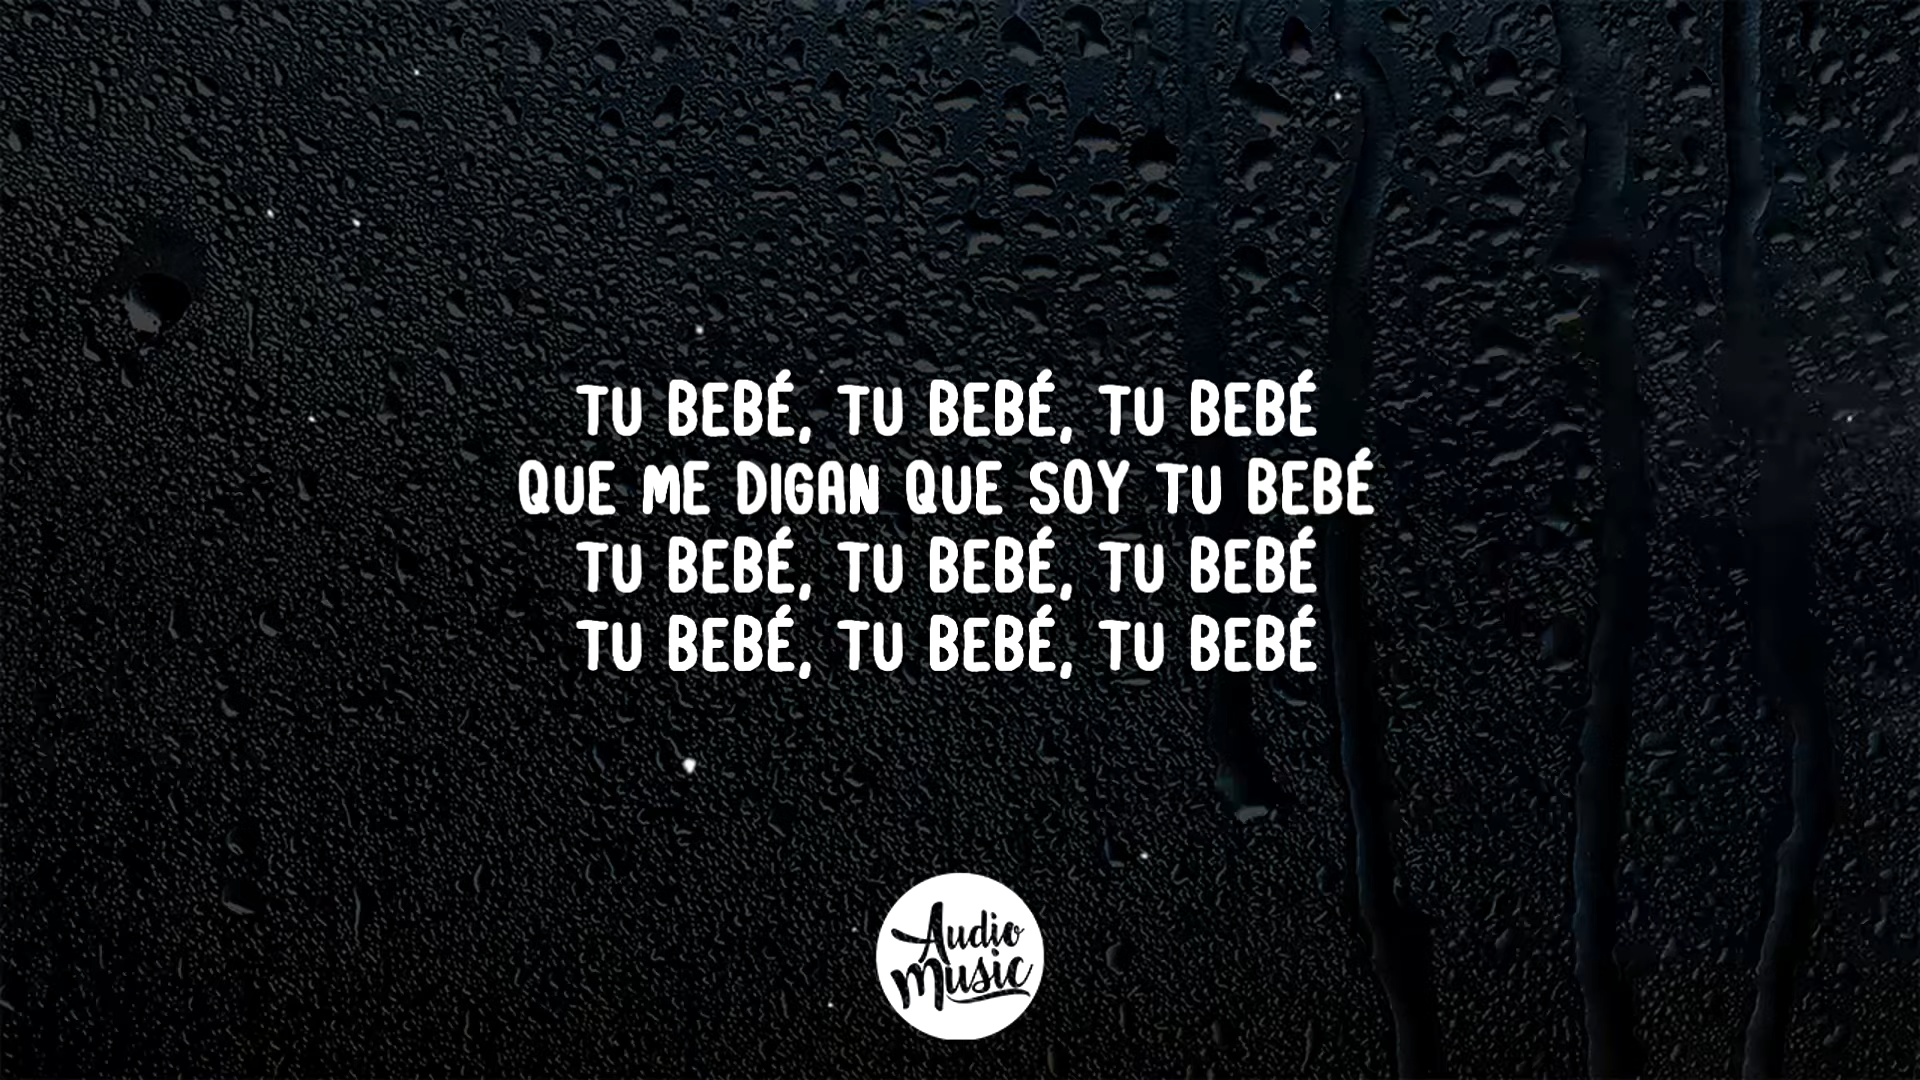 TU BEBÉ, TU BEBÉ, TU BEBÉ
QUE ME DIGAN QUE SOY TU BEBÉ
TU BEBÉ, TU BEBÉ, TU BEBÉ
TU BEBÉ, TU BEBÉ, TU BEBÉ
Audio
Music